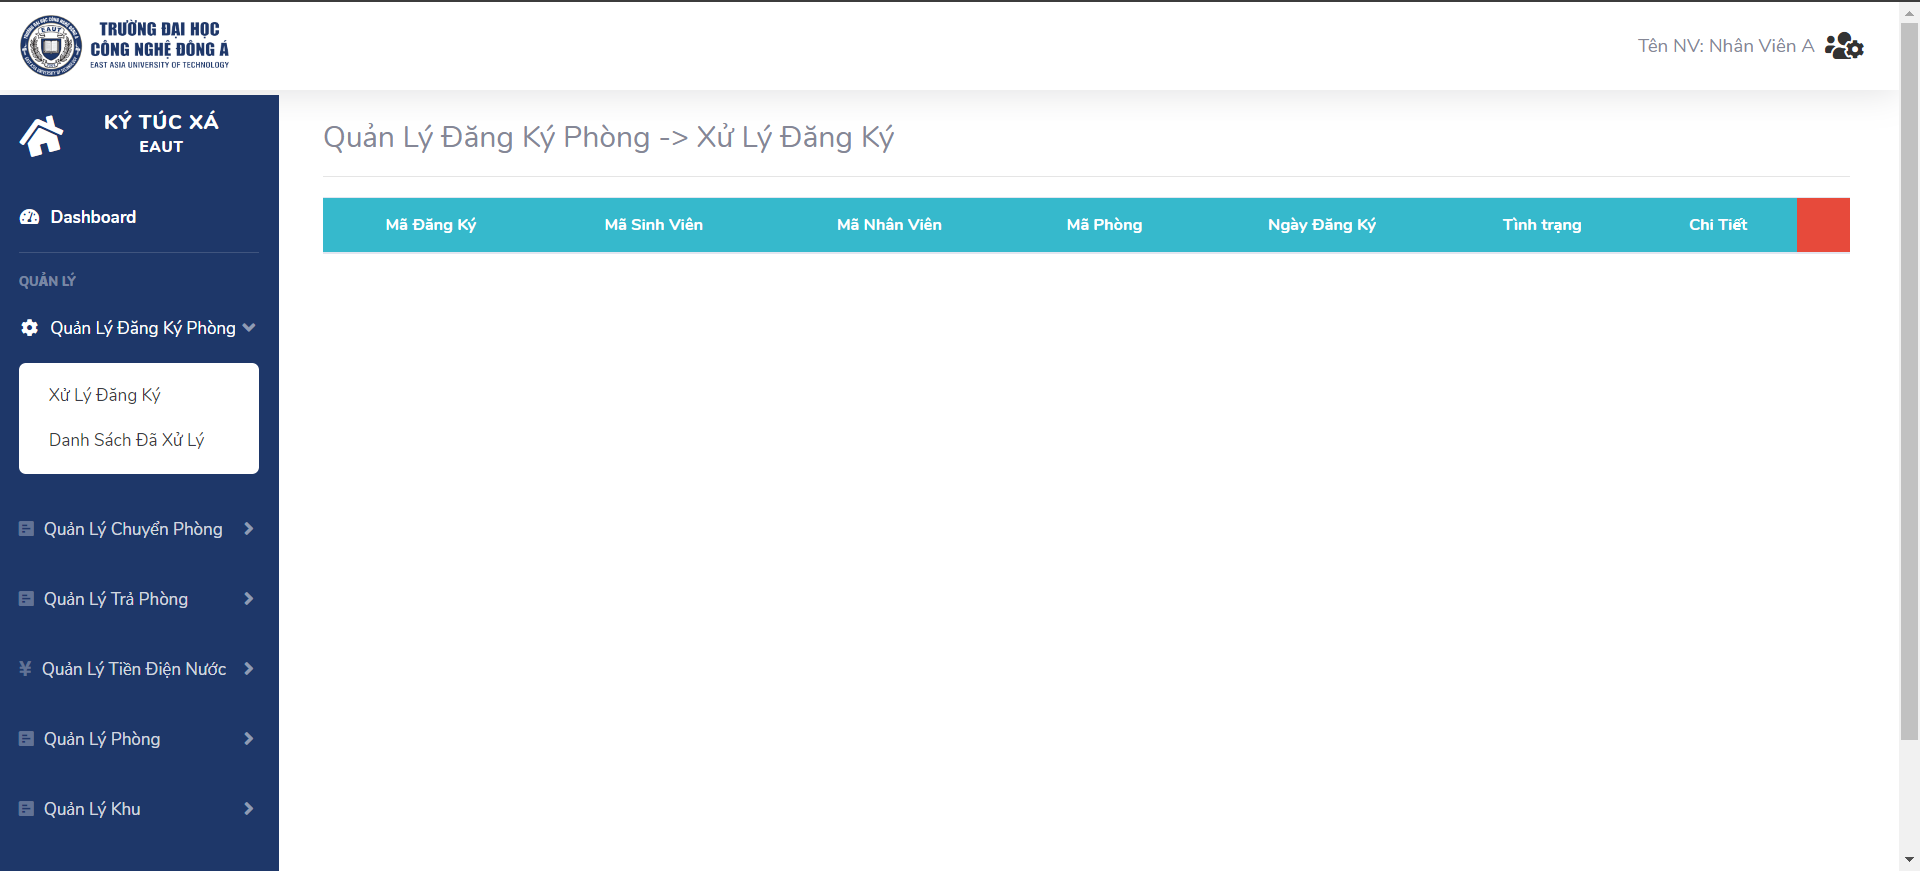 TRƯỜNG ĐẠI HỌC
CÔNG NGHỆ ĐÔNG Á
EAST ASIA UNIVERSITY OF TECHNOLOGY
Tên NV: Nhân Viên A
KÝ TÚC XÁ
EAUT
Dashboard
QUẢN LÝ
Quản Lý Đăng Ký Phòng
Xử Lý Đăng Ký
Danh Sách Đã Xử Lý
Quản Lý Chuyển Phòng
Quản Lý Trả Phòng
¥ Quản Lý Tiền Điện Nước
Quản Lý Phòng
Quản Lý Khu
Quản Lý Đăng Ký Phòng -> Xử Lý Đăng Ký
Mã Đăng Ký Mã Sinh Viên Mã Nhân Viên Mã Phòng Ngày Đăng Ký Tình trạng Chi Tiết